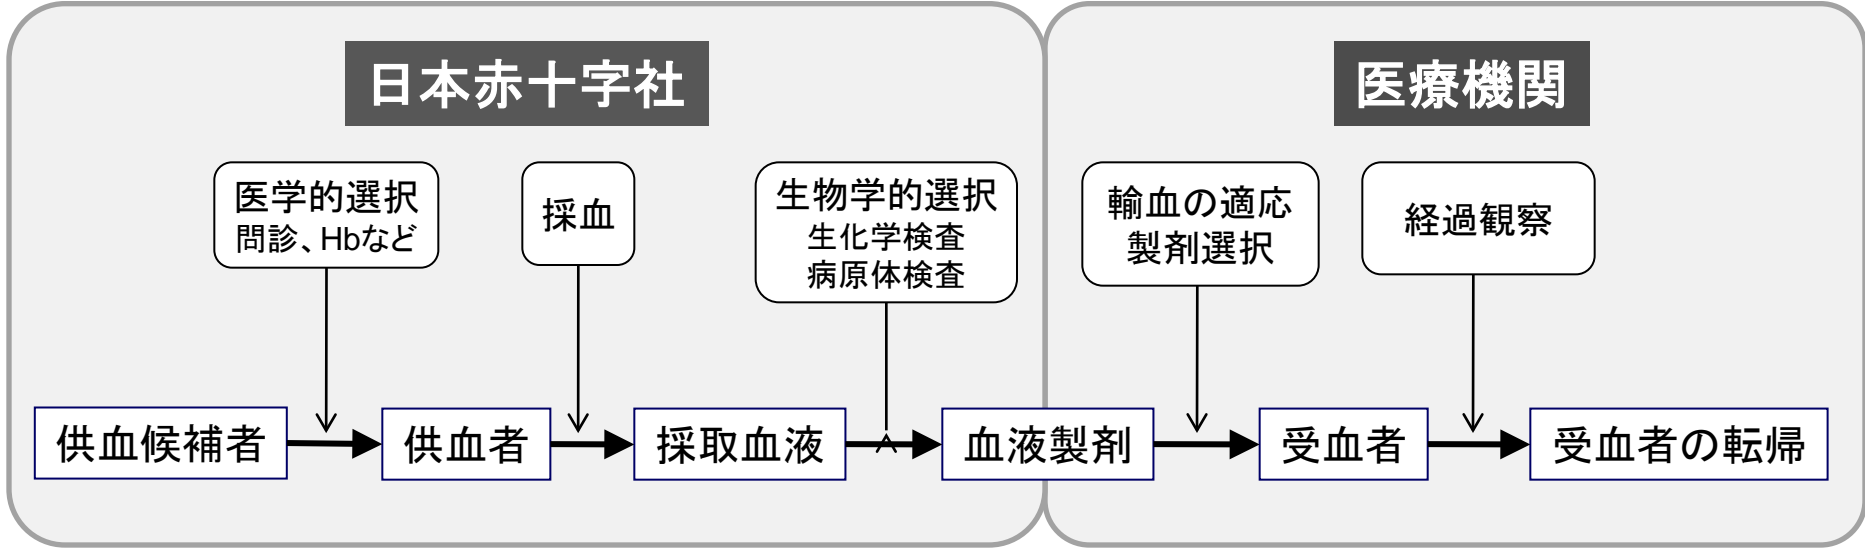 日本赤十字社
医療機関
医学的選択
問診、Hbなど
採血
生物学的選択
生化学検査
病原体検査
輸血の適応
製剤選択
経過観察
供血候補者
供血者
採取血液
血液製剤
受血者
受血者の転帰